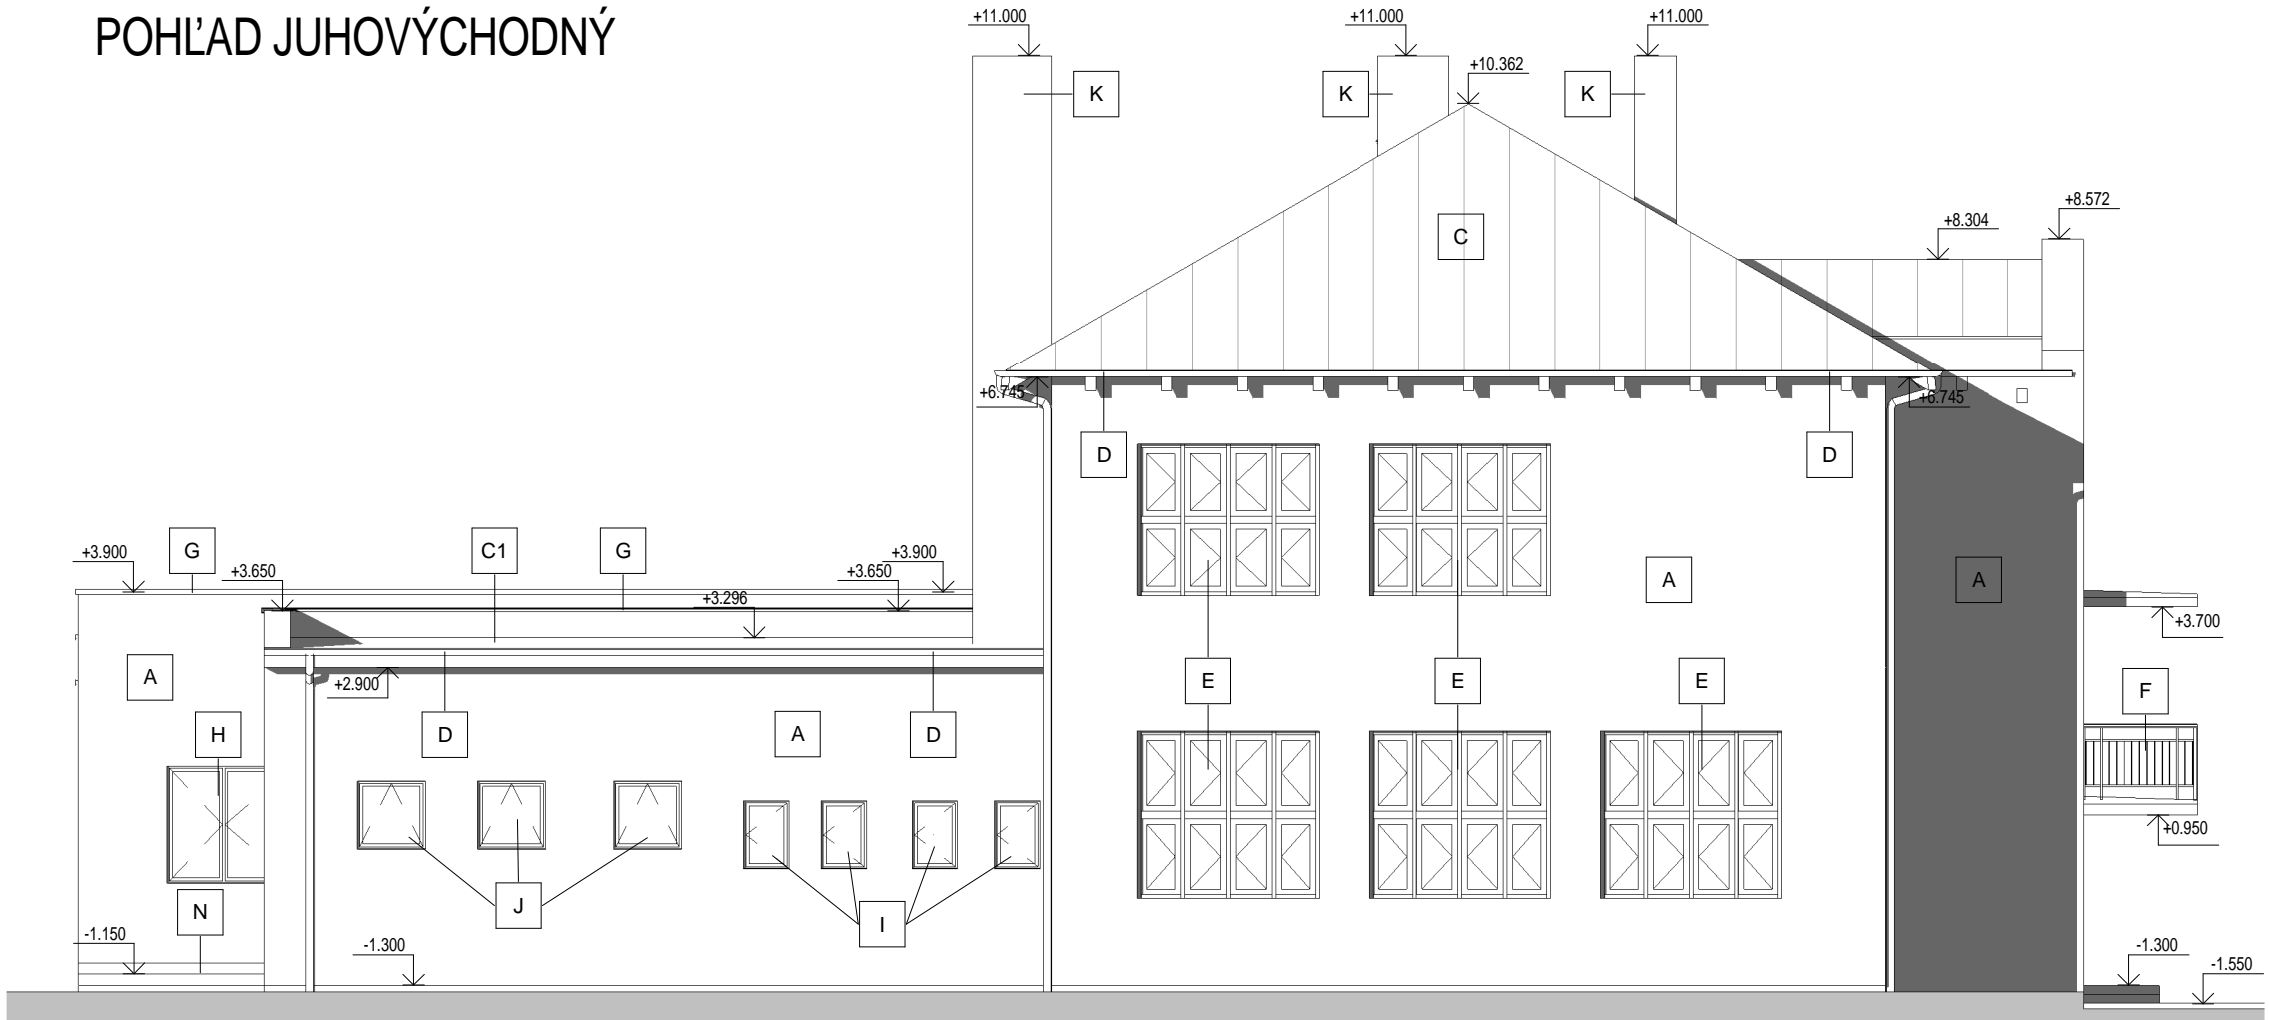 POHĽAD JUHOVÝCHODNÝ
+11.000 +11.000 +11.000
+10.362
K K K
+8.572
+8.304
C
+6.745 +6.745
D D
+3.900 G C1 G +3.900
+3.650 +3.650
+3.296
A A
+3.700
A
+2.900
E E E
F
H D A D
+0.950
J
N I
-1.150
-1.300
-1.300
-1.550